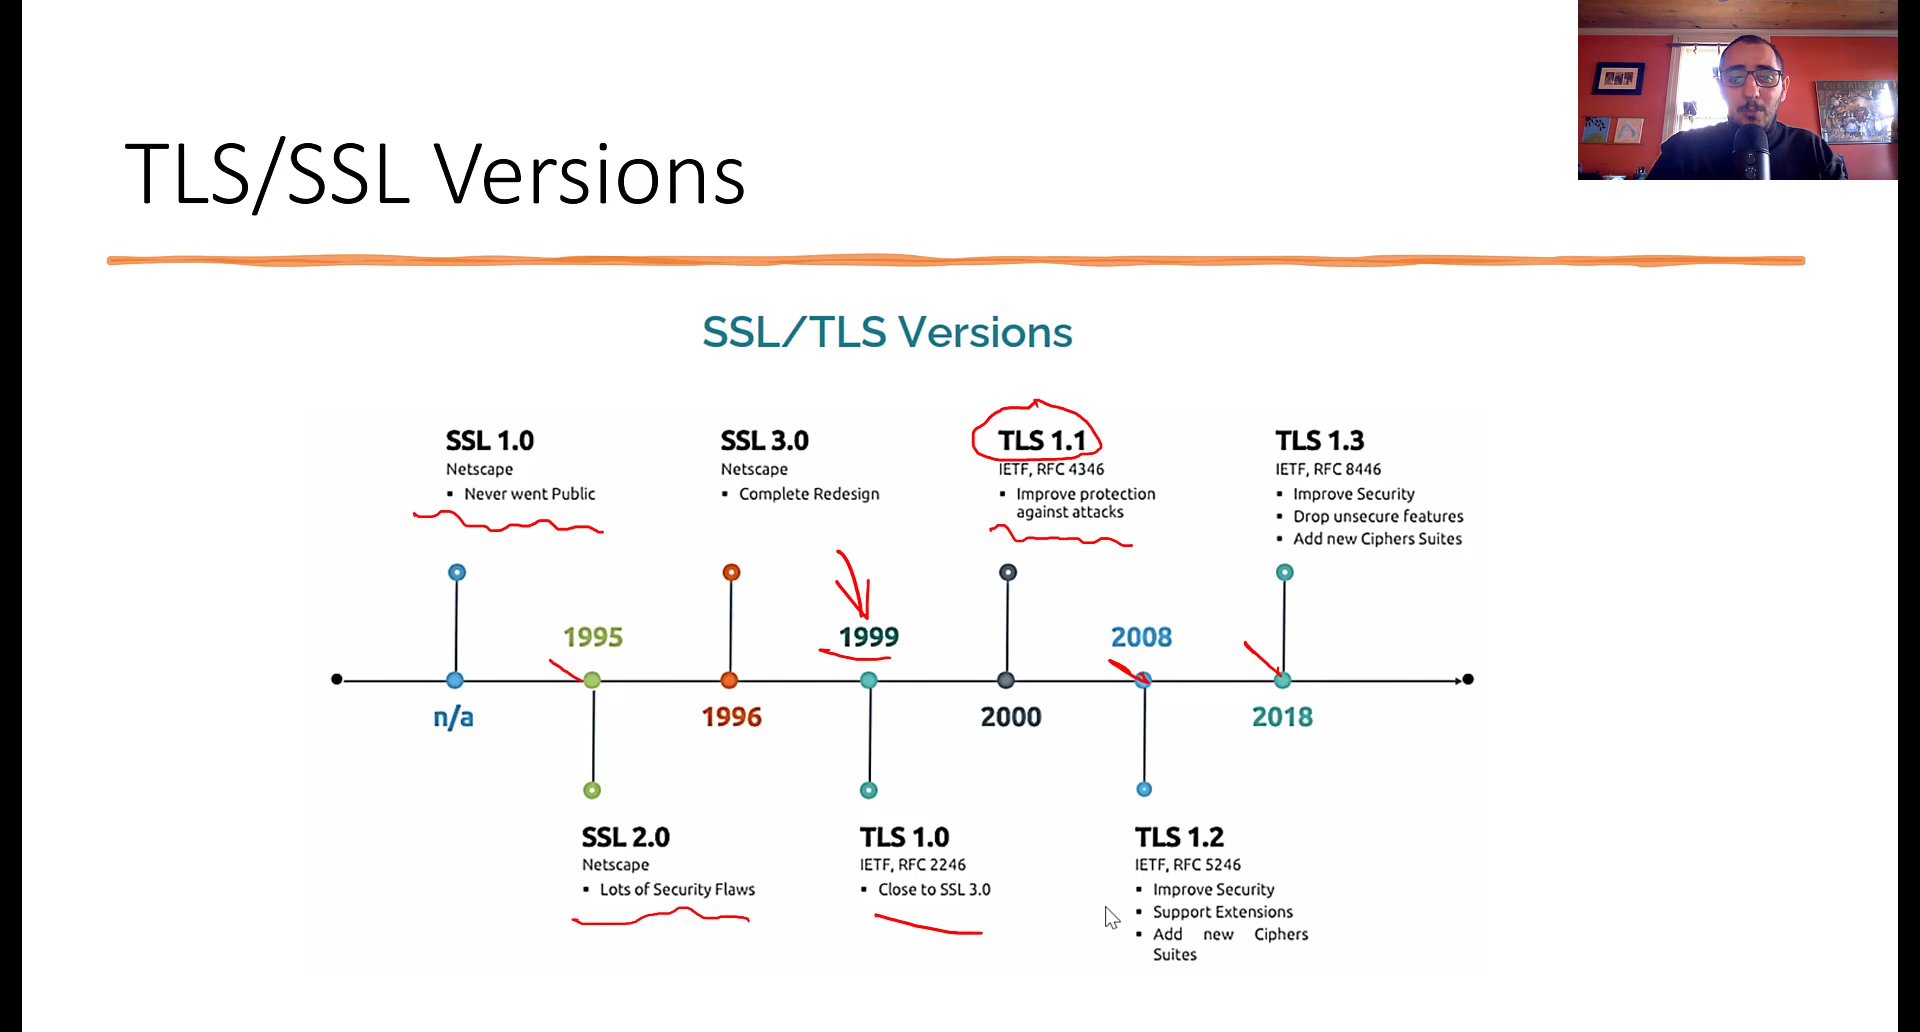 TLS/SSL Versions
SSL/TLS Versions
SSL 1.0
Netscape
▪ Never went Public
SSL 3.0
Netscape
▪ Complete Redesign
TLS 1.1
IETF, RFC 4346
▪ Improve protection
against attacks
TLS 1.3
IETF, RFC 8446
▪ Improve Security
▪ Drop unsecure features
▪ Add new Ciphers Suites
1995
1999
2008
n/a
1996
2000
2018
SSL 2.0
Netscape
▪ Lots of Security Flaws
TLS 1.0
IETF, RFC 2246
▪ Close to SSL 3.0
TLS 1.2
IETF, RFC 5246
▪ Improve Security
▪ Support Extensions
▪ Add new Ciphers
Suites